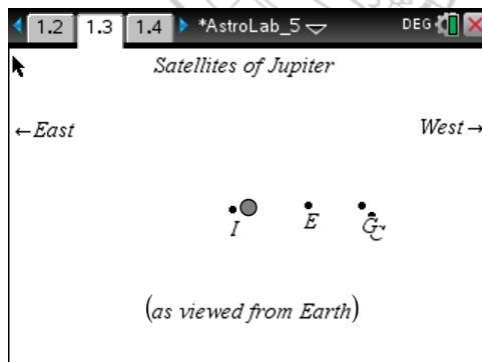 1.2 1.3 1.4 *AstroLab_5 DEG
Satellites of Jupiter
←East West→
I E G C
(as viewed from Earth)